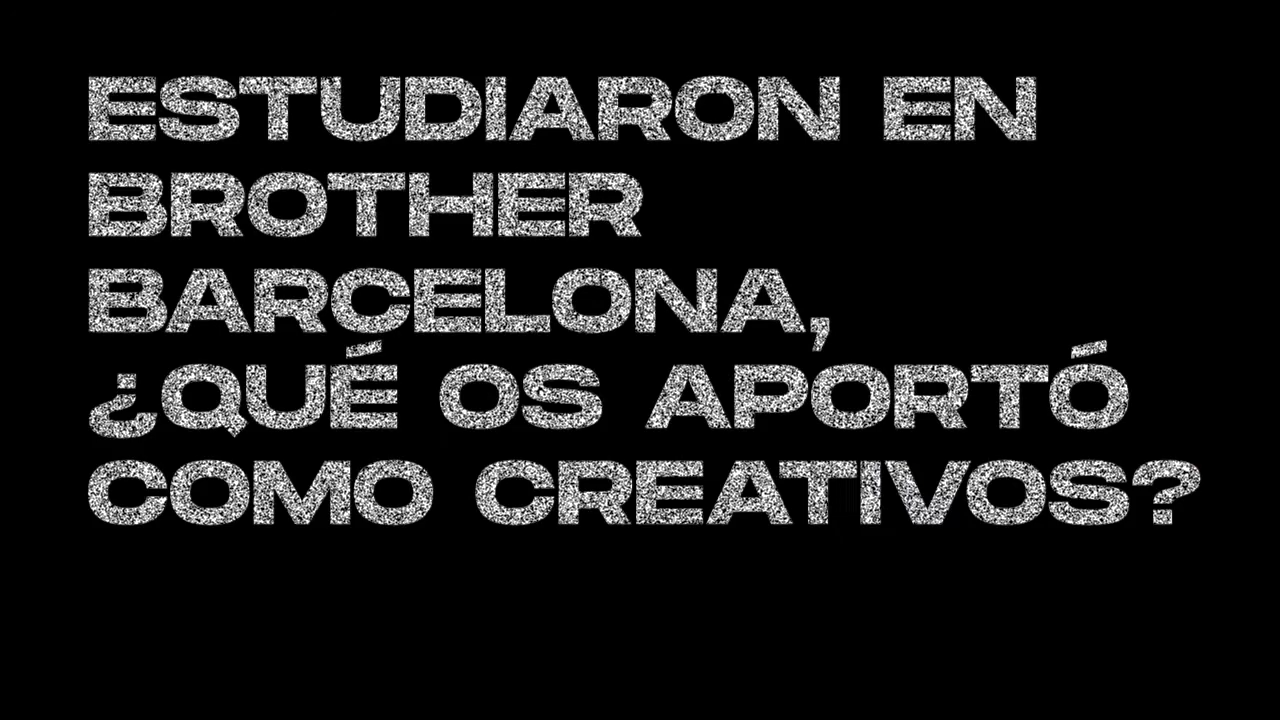 ESTUDIARON EN
BROTHER
BARCELONA,
¿QUÉ OS APORTÓ
COMO CREATIVOS?